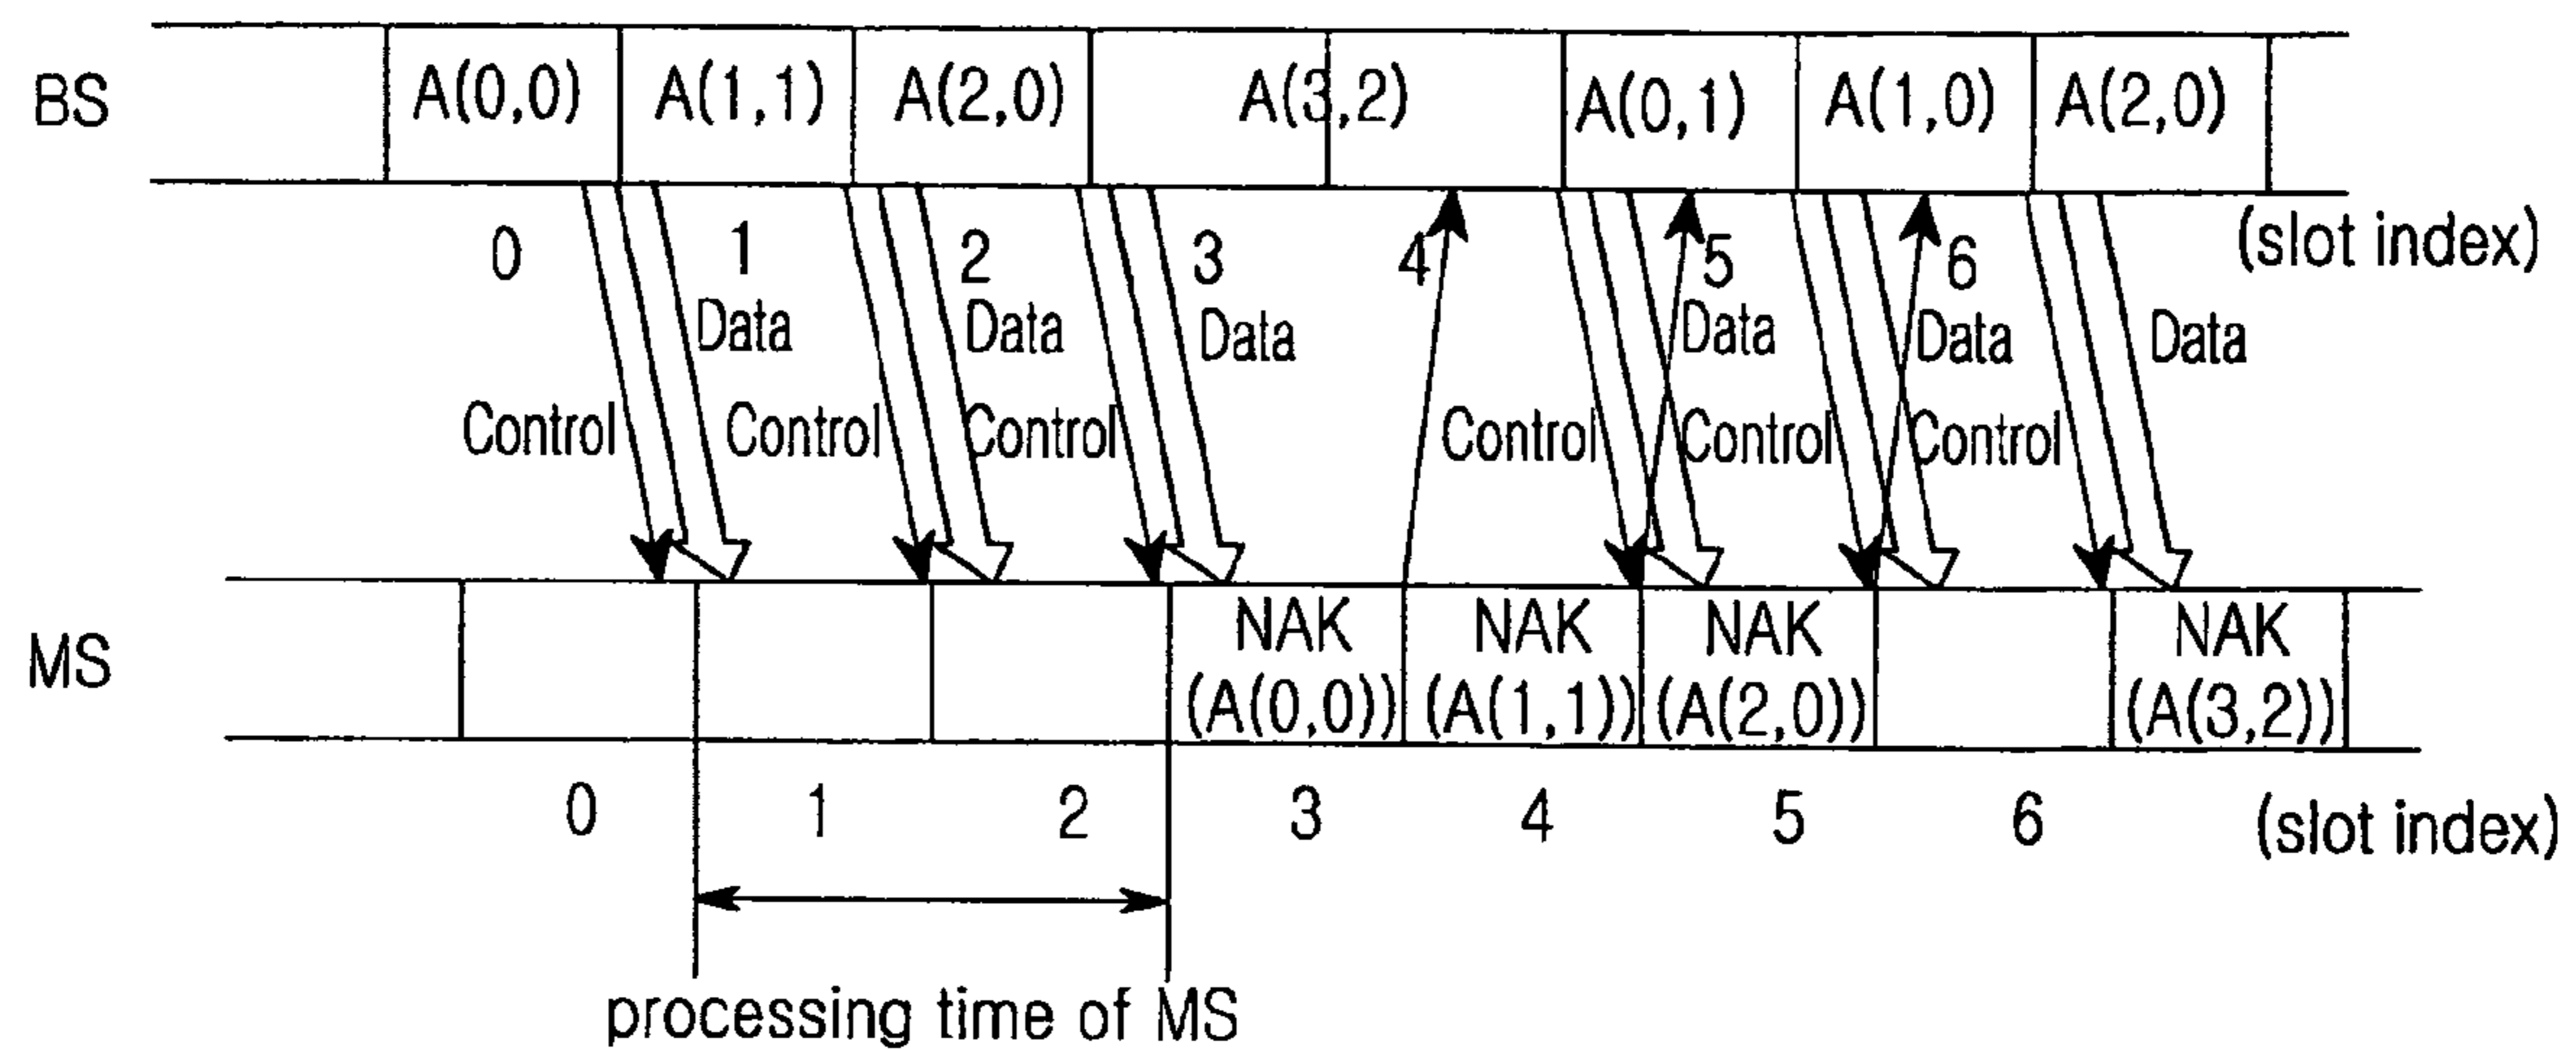 BS
A(0,0)
A(1,1)
A(2,0)
A(3,2)
A(0,1)
A(1,0)
A(2,0)
0
1
2
3
4
5
6
(slot index)
Data
Data
Data
Data
Data
Data
Control
Control
Control
Control
Control
Control
MS
NAK
(A(0,0))
NAK
(A(1,1))
NAK
(A(2,0))
NAK
(A(3,2))
0
1
2
3
4
5
6
(slot index)
processing time of MS